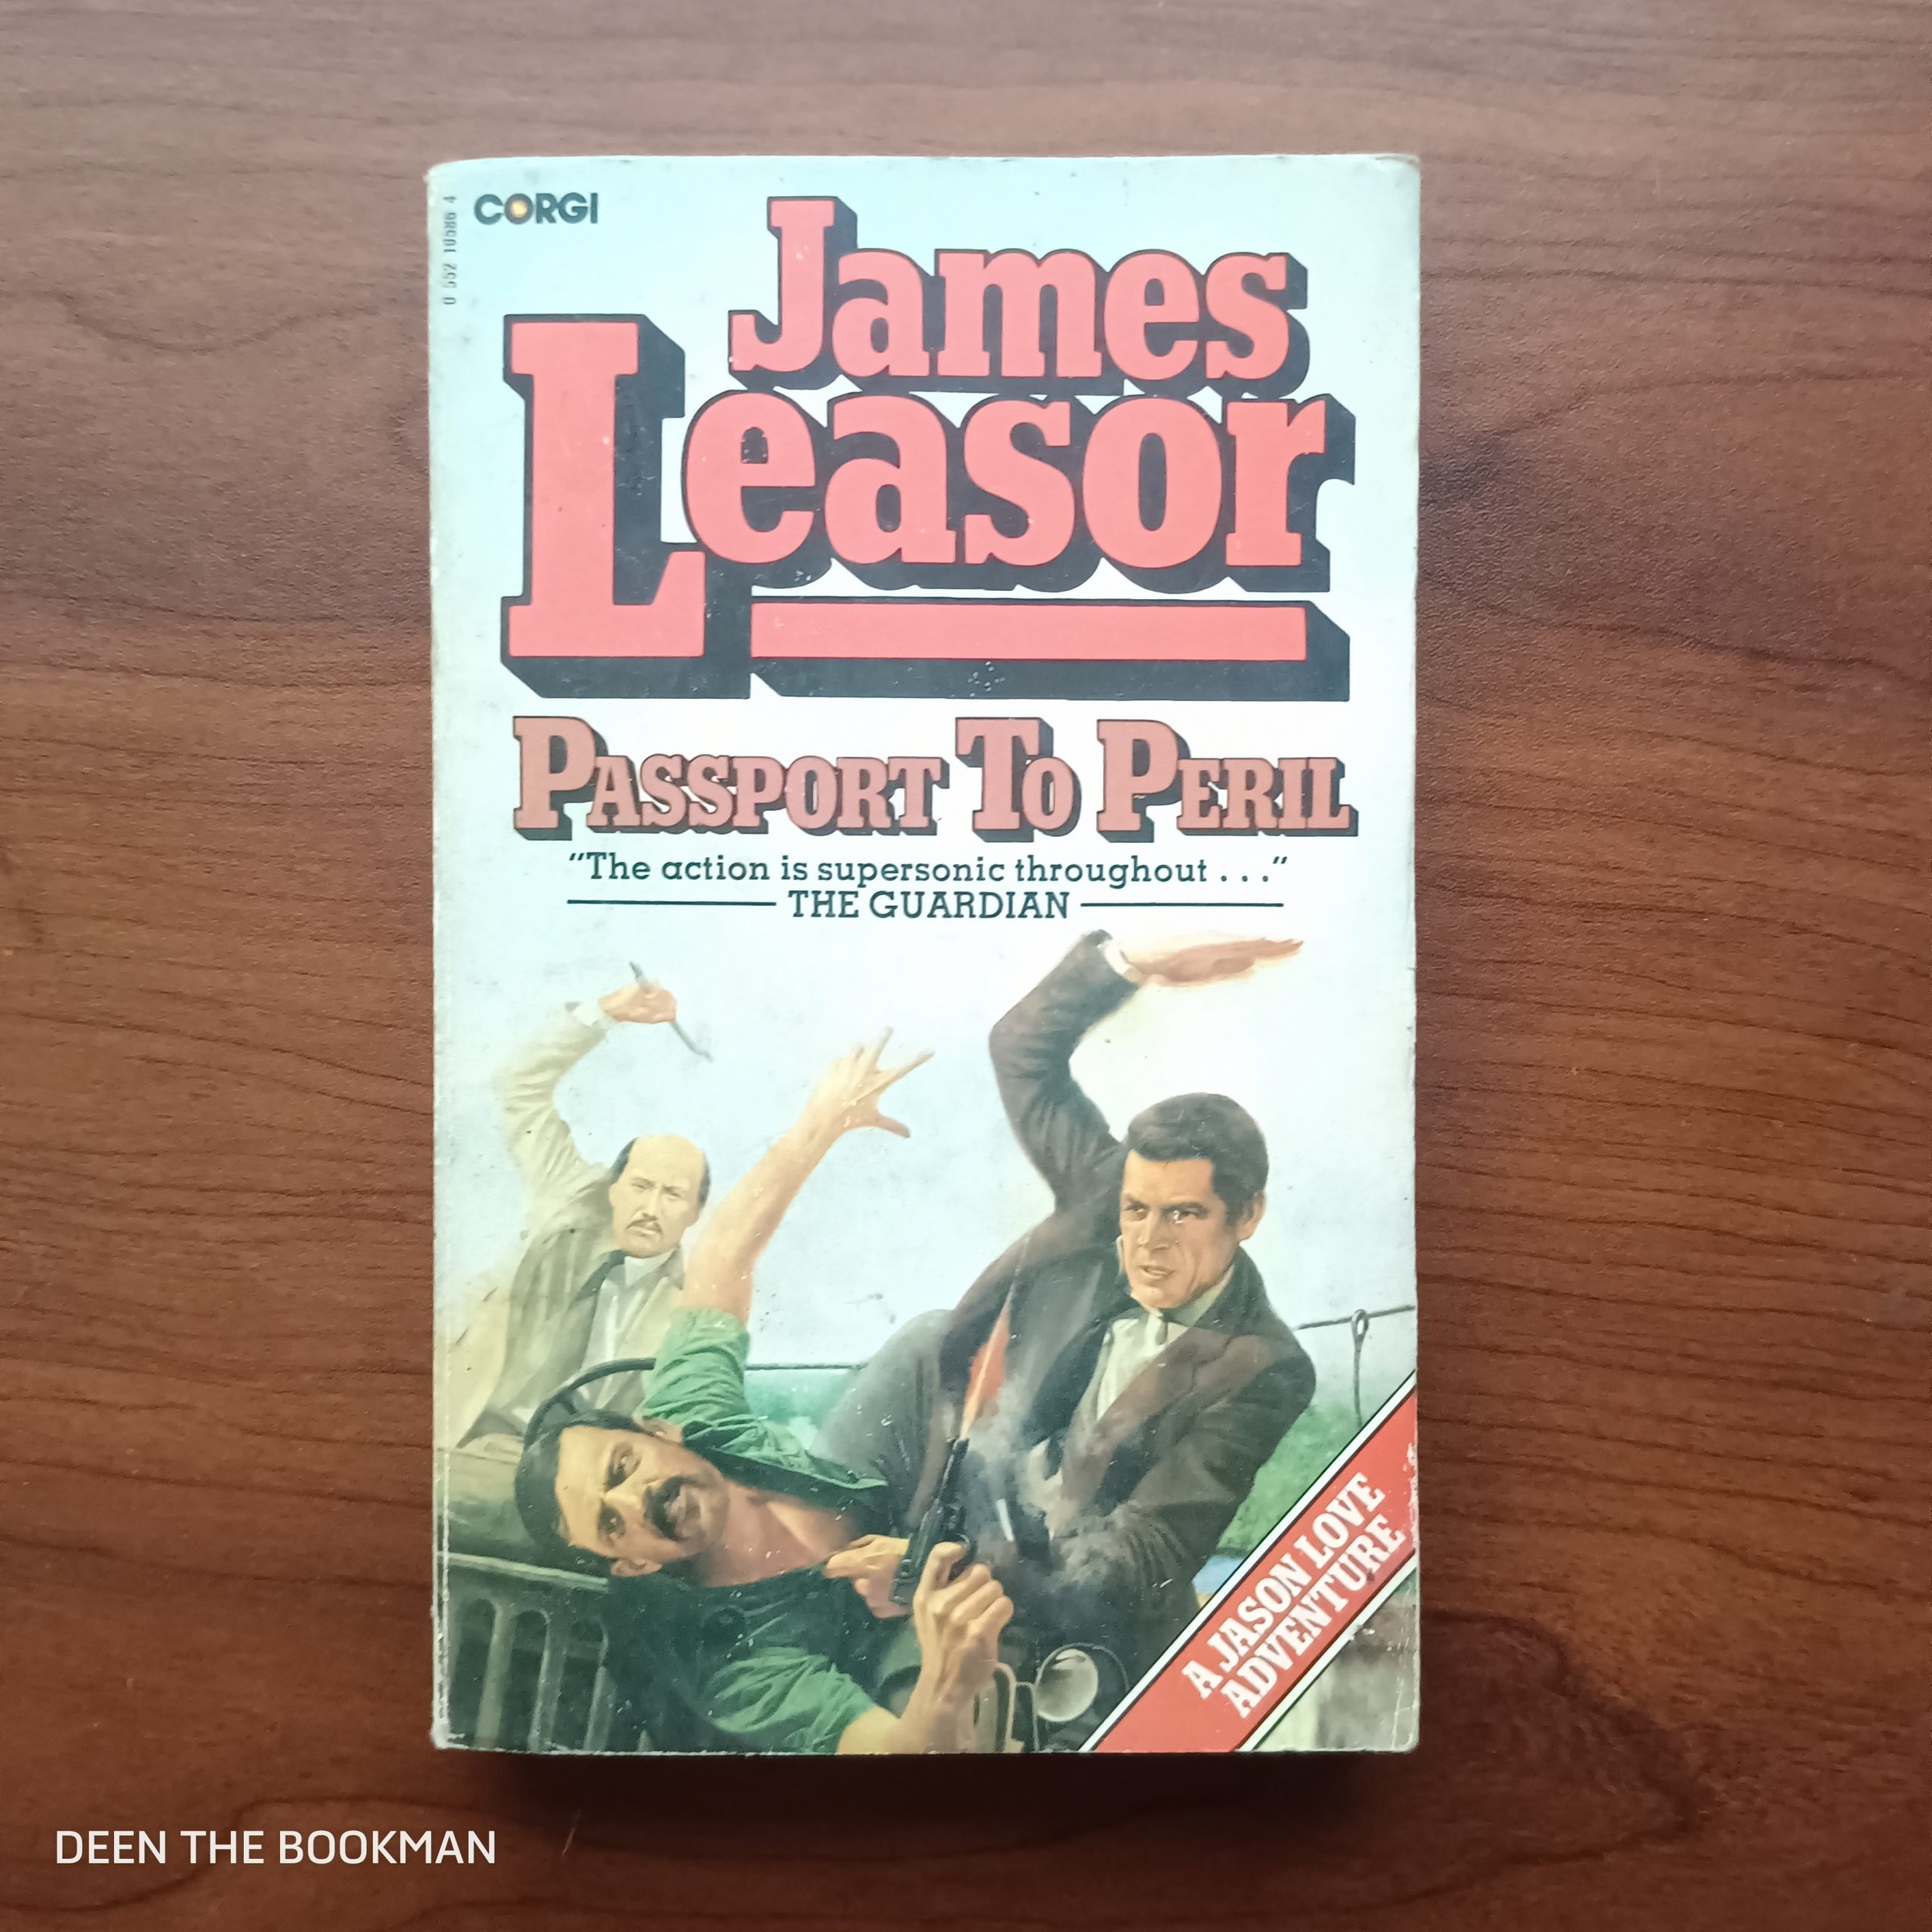 CORGI
0 552 10586 4
James
Leasor
PASSPORT TO PERIL
"The action is supersonic throughout . . ."
THE GUARDIAN
A JASON LOVE
ADVENTURE
DEEN THE BOOKMAN